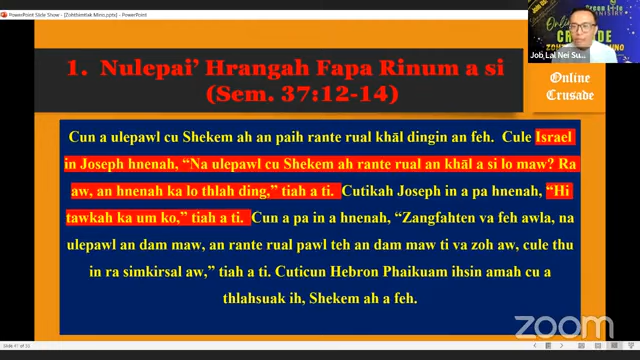 PowerPoint Slide Show - [Zohthimtiak Mino.pptx]
Green Life
MINISTRY
Online
Job Lal Nei Su...
1. Nulepai’ Hrangah Fapa Rinum a si
(Sem. 37:12-14)
Online
Crusade
Cun a ulepawl cu Shekem ah an paih rante rual khāl dingin an feh. Cule Israel
in Joseph hnenah, “Na ulepawl cu Shekem ah rante rual an khāl a si lo maw? Ra
aw, an hnenah ka lo thlah ding,” tiah a ti. Cutikah Joseph in a pa hnenah, “Hi
tawkah ka um ko,” tiah a ti. Cun a pa in a hnenah, “Zangfahten va feh awla, na
ulepawl an dam maw, an rante rual pawl teh an dam maw ti va zoh aw, cule thu
in ra simkirsal aw,” tiah a ti. Cuticun Hebron Phaikuam ihsin amah cu a
thlahsuak ih, Shekem ah a feh.
zoom